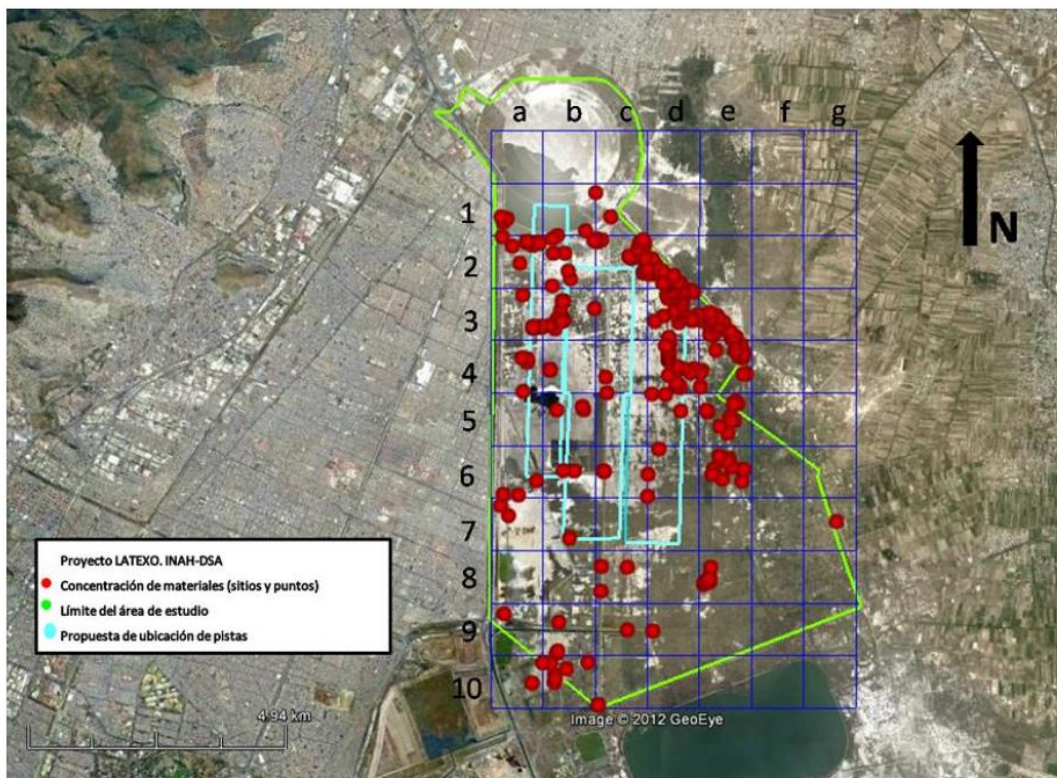 a b c d e f g
1
2
3
4
5
6
7
8
9
10
N
Proyecto LATEXO. INAH-DSA
Concentración de materiales (sitios y puntos)
Límite del área de estudio
Propuesta de ubicación de pistas
4.94 km
Image © 2012 GeoEye